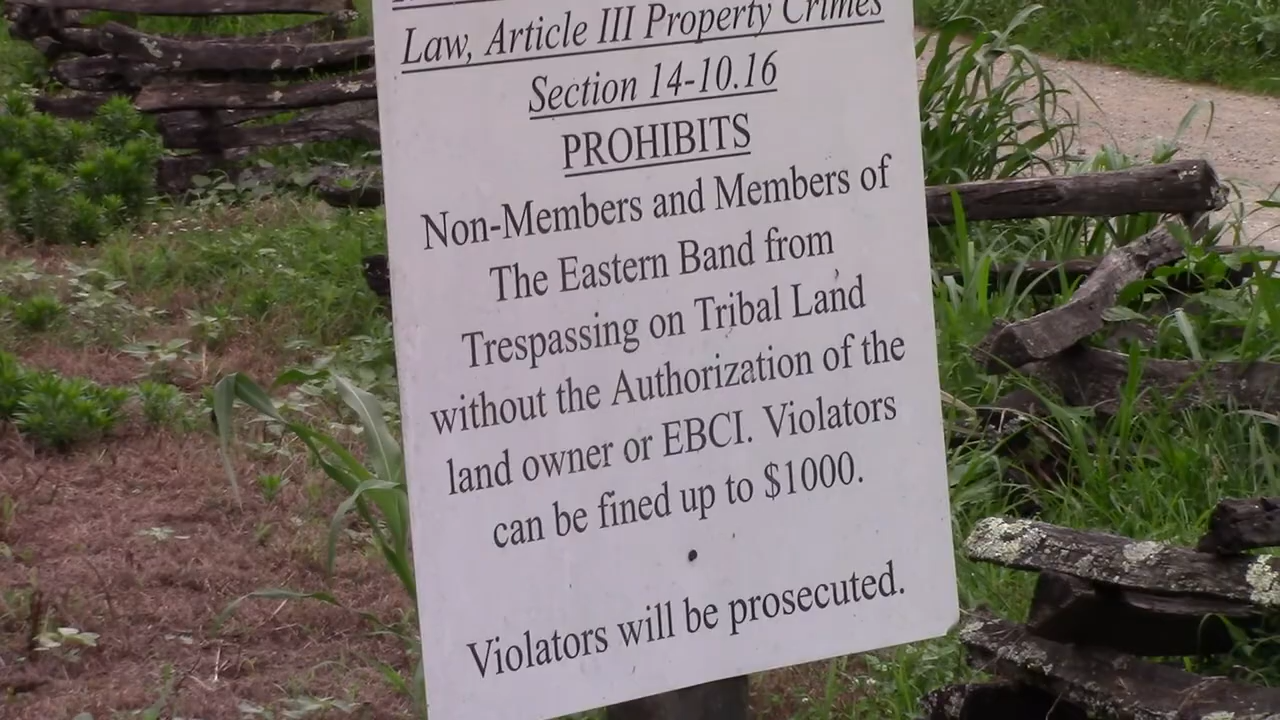 Law, Article III Property Crimes
Section 14-10.16
PROHIBITS
Non-Members and Members of
The Eastern Band from
Trespassing on Tribal Land
without the Authorization of the
land owner or EBCI. Violators
can be fined up to $1000.
Violators will be prosecuted.